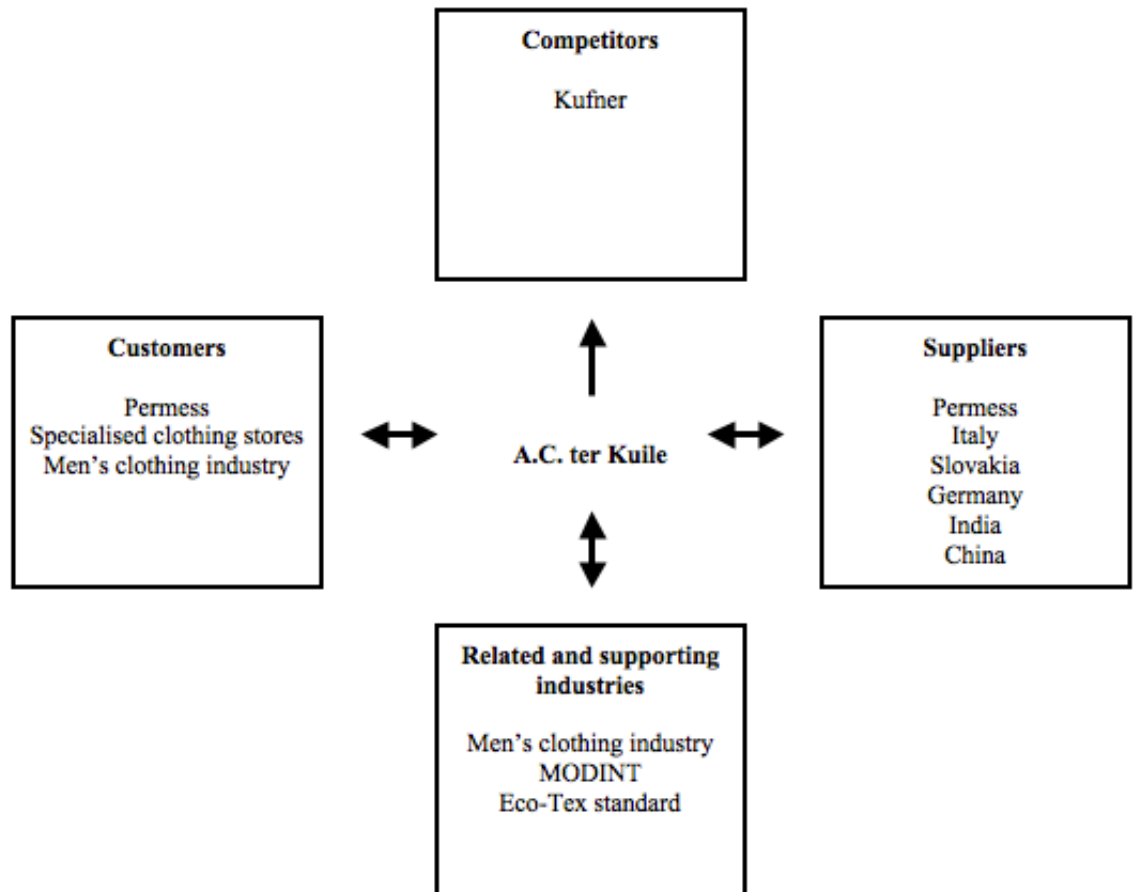 Competitors
Kufner
Customers
Permess
Specialised clothing stores
Men's clothing industry
A.C. ter Kuile
Suppliers
Permess
Italy
Slovakia
Germany
India
China
Related and supporting
industries
Men's clothing industry
MODINT
Eco-Tex standard